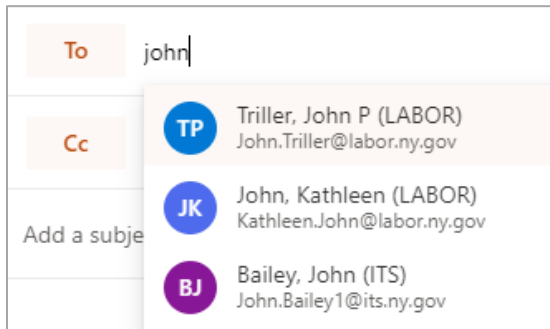 To
john
TP
Triller, John P (LABOR)
John.Triller@labor.ny.gov
Cc
JK
John, Kathleen (LABOR)
Kathleen.John@labor.ny.gov
Add a subje
BJ
Bailey, John (ITS)
John.Bailey1@its.ny.gov